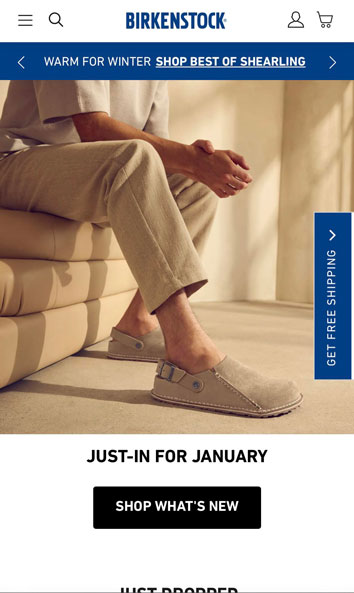 BIRKENSTOCK
WARM FOR WINTER SHOP BEST OF SHEARLING
GET FREE SHIPPING
JUST-IN FOR JANUARY
SHOP WHAT'S NEW
JUST DROPPED